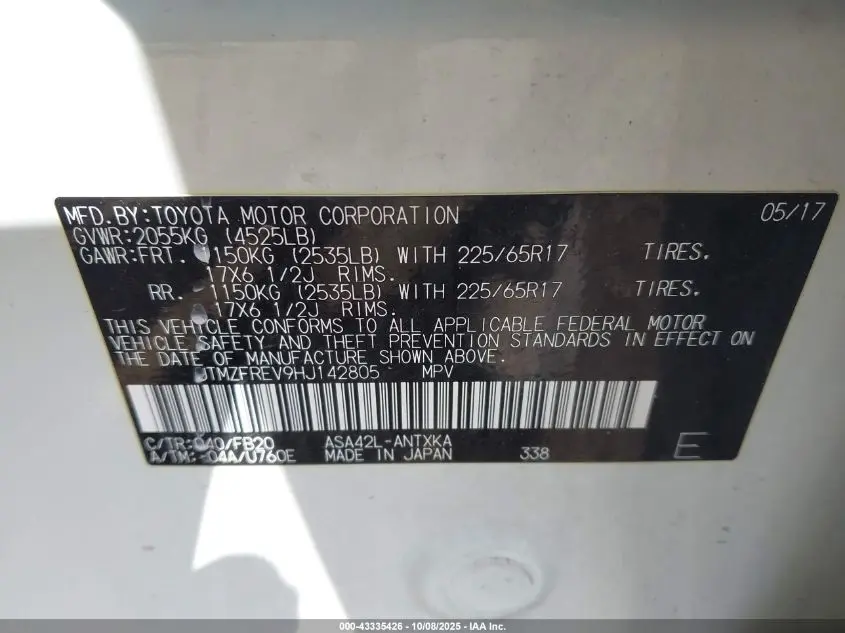 MFD.BY:TOYOTA MOTOR CORPORATION 05/17
GVWR:2055KG (4525LB)
GAWR:FRT. 1150KG (2535LB) WITH 225/65R17 TIRES.
17X6 1/2J RIMS.
RR. 1150KG (2535LB) WITH 225/65R17 TIRES.
17X6 1/2J RIMS.
THIS VEHICLE CONFORMS TO ALL APPLICABLE FEDERAL MOTOR
VEHICLE SAFETY AND THEFT PREVENTION STANDARDS IN EFFECT ON
THE DATE OF MANUFACTURE SHOWN ABOVE.
JTMZFREV9HJ142805 MPV
C/TR:040/FB20 ASA42L-ANTXKA
A/TM:-04A/U760E MADE IN JAPAN 338 E
000-43335426 - 10/08/2025 - IAA Inc.